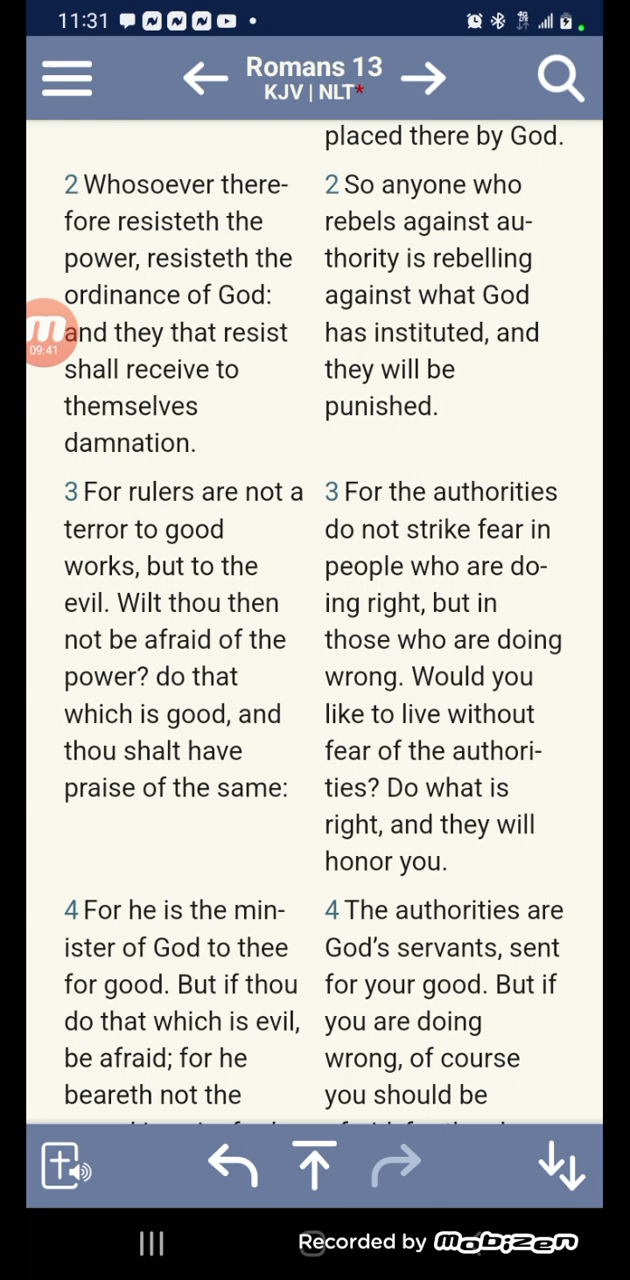 11:31
Romans 13
KJV | NLT*
placed there by God.
2 Whosoever there-
fore resisteth the
power, resisteth the
ordinance of God:
and they that resist
shall receive to
themselves
damnation.
2 So anyone who
rebels against au-
thority is rebelling
against what God
has instituted, and
they will be
punished.
m
09:41
3 For rulers are not a
terror to good
works, but to the
evil. Wilt thou then
not be afraid of the
power? do that
which is good, and
thou shalt have
praise of the same:
3 For the authorities
do not strike fear in
people who are do-
ing right, but in
those who are doing
wrong. Would you
like to live without
fear of the authori-
ties? Do what is
right, and they will
honor you.
4 For he is the min-
ister of God to thee
for good. But if thou
do that which is evil,
be afraid; for he
beareth not the
4 The authorities are
God's servants, sent
for your good. But if
you are doing
wrong, of course
you should be
Recorded by mobizen